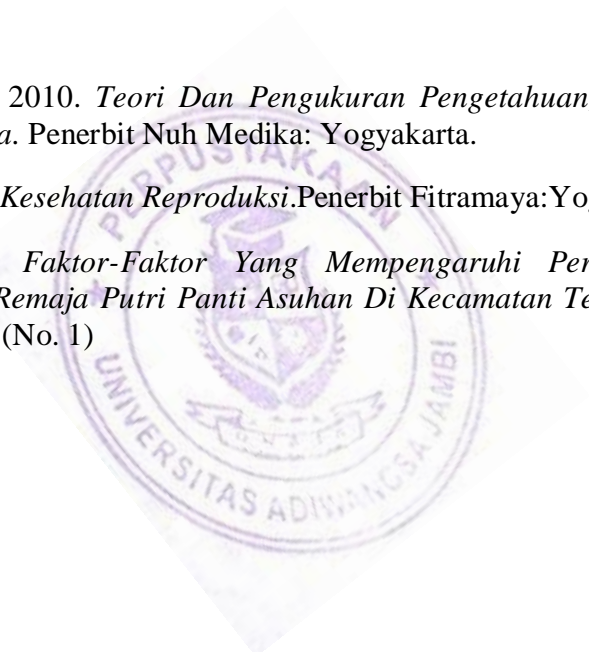 2010. Teori Dan Pengukuran Pengetahuan,
a. Penerbit Nuh Medika: Yogyakarta.
Kesehatan Reproduksi.Penerbit Fitramaya:Yo
Faktor-Faktor Yang Mempengaruhi Per
Remaja Putri Panti Asuhan Di Kecamatan Te
(No. 1)
PERPUSTAKAAN
UNIVERSITAS ADIWANGSA JAMBI
UNAJA